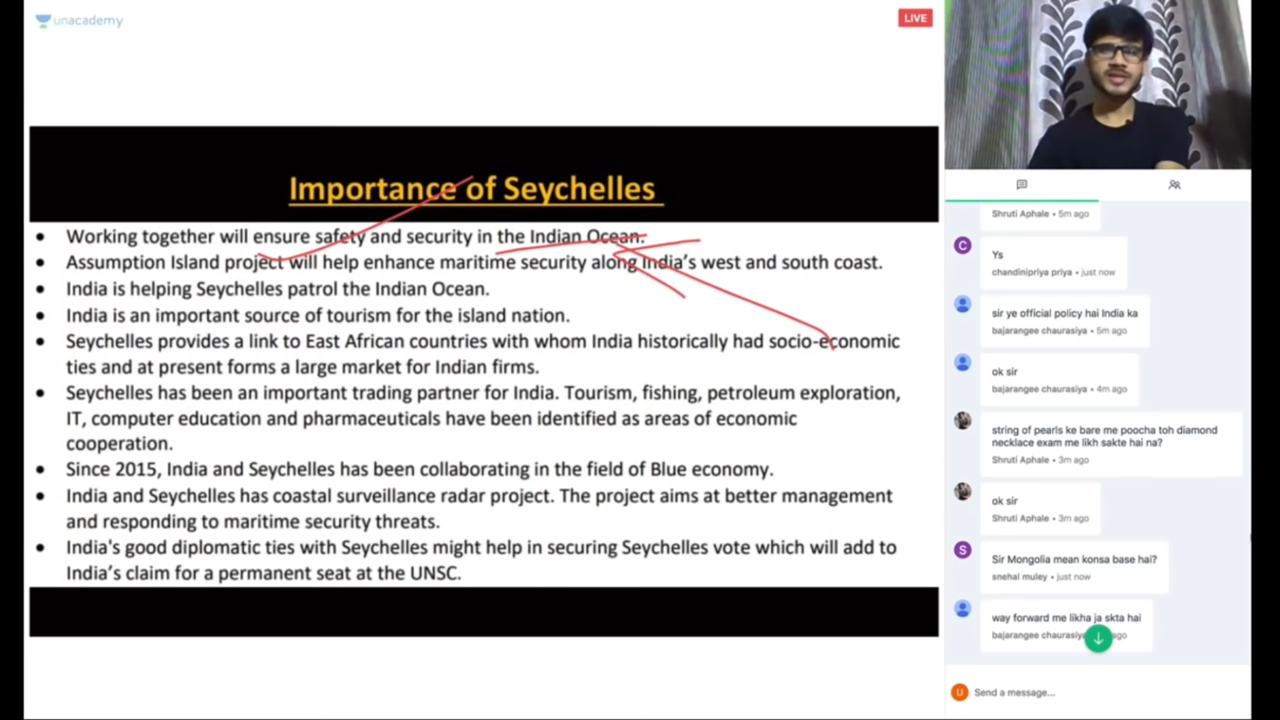 unacademy
LIVE
Importance of Seychelles
• Working together will ensure safety and security in the Indian Ocean.
• Assumption Island project will help enhance maritime security along India's west and south coast.
• India is helping Seychelles patrol the Indian Ocean.
• India is an important source of tourism for the island nation.
• Seychelles provides a link to East African countries with whom India historically had socio-economic
ties and at present forms a large market for Indian firms.
• Seychelles has been an important trading partner for India. Tourism, fishing, petroleum exploration,
IT, computer education and pharmaceuticals have been identified as areas of economic
cooperation.
• Since 2015, India and Seychelles has been collaborating in the field of Blue economy.
• India and Seychelles has coastal surveillance radar project. The project aims at better management
and responding to maritime security threats.
• India's good diplomatic ties with Seychelles might help in securing Seychelles vote which will add to
India's claim for a permanent seat at the UNSC.
Shruti Aphale • 5m ago
C
Ys
chandinipriya priya • just now
sir ye official policy hai India ka
bajarangee chaurasiya • 5m ago
ok sir
bajarangee chaurasiya • 4m ago
string of pearls ke bare me poocha toh diamond
necklace exam me likh sakte hai na?
Shruti Aphale • 3m ago
ok sir
Shruti Aphale • 3m ago
S
Sir Mongolia mean konsa base hai?
snehal muley • just now
way forward me likha ja skta hai
bajarangee chaurasiya ago
U
Send a message...